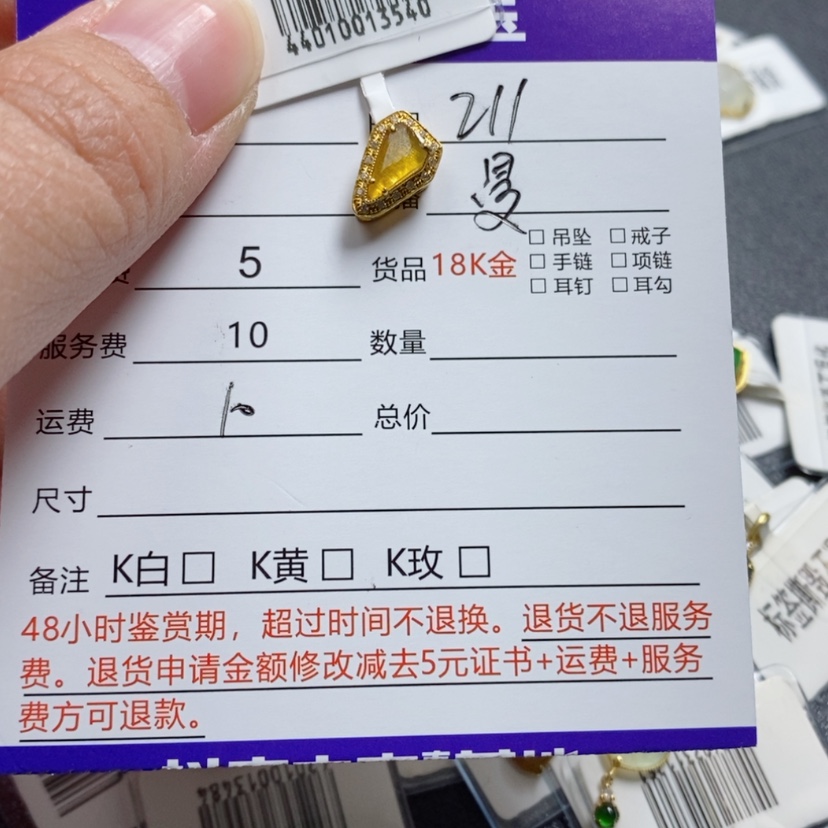 44010013540
211
曼
费 5 货品 18K金 □ 吊坠 □ 戒子
□ 手链 □ 项链
□ 耳钉 □ 耳勾
服务费 10 数量
运费 10 总价
尺寸
备注 K白 □ K黄 □ K玫 □
48小时鉴赏期，超过时间不退换。退货不退服务
费。退货申请金额修改减去5元证书+运费+服务
费方可退款。